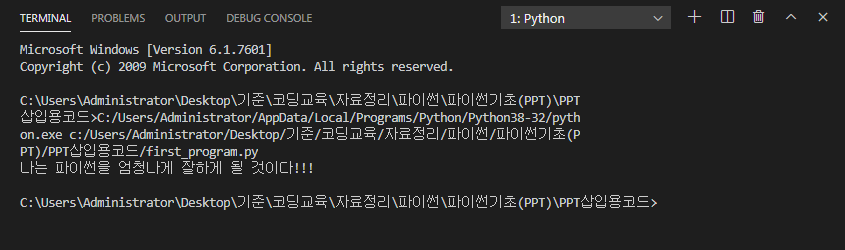 TERMINAL PROBLEMS OUTPUT DEBUG CONSOLE 1: Python
Microsoft Windows [Version 6.1.7601]
Copyright (c) 2009 Microsoft Corporation. All rights reserved.
C:\Users\Administrator\Desktop\기준\코딩교육\자료정리\파이썬\파이썬기초(PPT)\PPT
삽입용코드>C:/Users/Administrator/AppData/Local/Programs/Python/Python38-32/pyth
on.exe c:/Users/Administrator/Desktop/기준/코딩교육/자료정리/파이썬/파이썬기초(P
PT)/PPT삽입용코드/first_program.py
나는 파이썬을 엄청나게 잘하게 될 것이다!!!
C:\Users\Administrator\Desktop\기준\코딩교육\자료정리\파이썬\파이썬기초(PPT)\PPT삽입용코드>